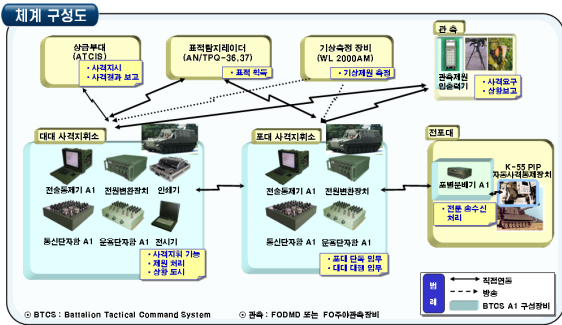 체계 구성도
상급부대
(ATCIS)
• 사격지시
• 사격결과 보고
표적탐지레이더
(AN/TPQ-36,37)
• 표적 획득
기상측정 장비
(WL 2000AM)
• 기상제원 측정
관 측
관측제원
입출력기
• 사격요구
• 상황보고
대대 사격지휘소
전술통제기 A1
전원변환장치
인쇄기
통신단자함 A1
운용단자함 A1
전시기
• 사격지휘 기능
• 제원 처리
• 상황 도시
포대 사격지휘소
전술통제기 A1
전원변환장치
통신단자함 A1
운용단자함 A1
• 포대 단독 임무
• 대대 대행 임무
전포대
K-55 PIP
자동사격통제장치
포별분배기 A1
• 전문 송수신
처리
범
례
직접연동
방송
BTCS A1 구성장비
⊙ BTCS : Battalion Tactical Command System
⊙ 관측 : FODMD 또는 FO주야관측장비